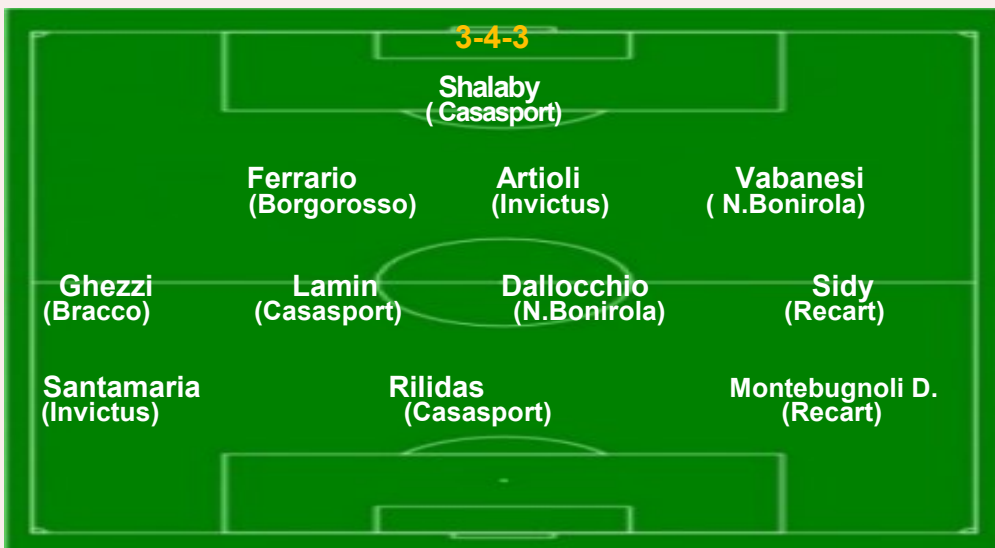 3-4-3
Shalaby
( Casasport)
Ferrario Artioli Vabanesi
(Borgorosso) (Invictus) ( N.Bonirola)
Ghezzi Lamin Dallocchio Sidy
(Bracco) (Casasport) (N.Bonirola) (Recart)
Santamaria Rilidas Montebugnoli D.
(Invictus) (Casasport) (Recart)